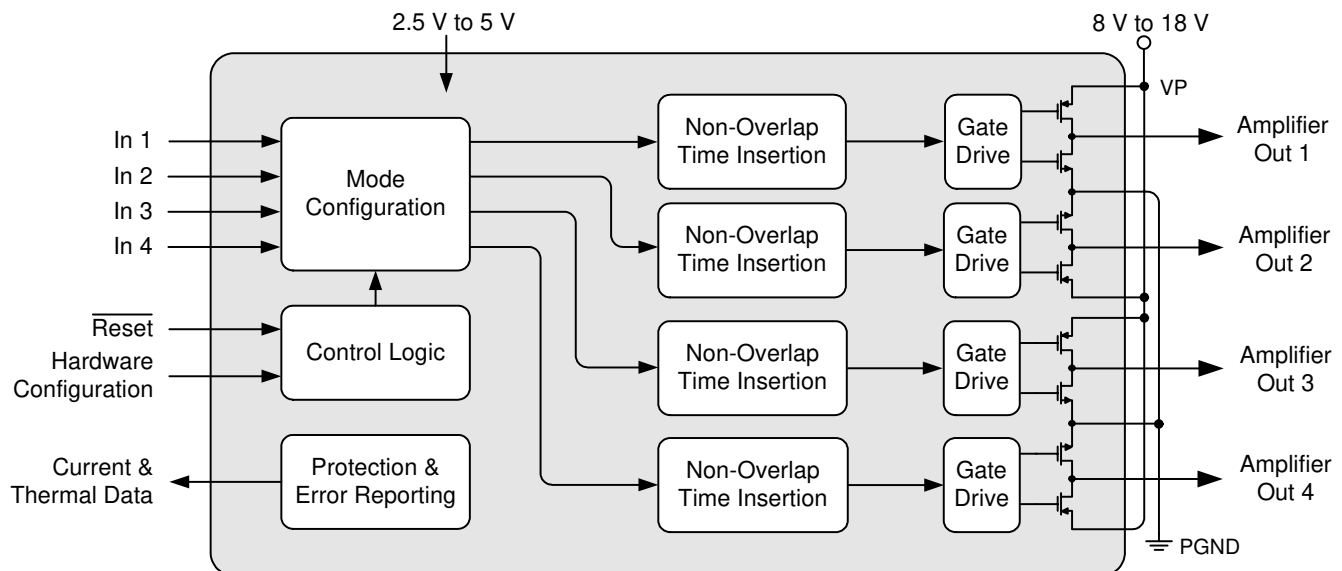 2.5 V to 5 V
8 V to 18 V
VP
In 1
In 2
In 3
In 4
Mode
Configuration
Non-Overlap
Time Insertion
Gate
Drive
Amplifier
Out 1
Non-Overlap
Time Insertion
Gate
Drive
Amplifier
Out 2
Reset
Hardware
Configuration
Control Logic
Non-Overlap
Time Insertion
Gate
Drive
Amplifier
Out 3
Current &
Thermal Data
Protection &
Error Reporting
Non-Overlap
Time Insertion
Gate
Drive
Amplifier
Out 4
PGND